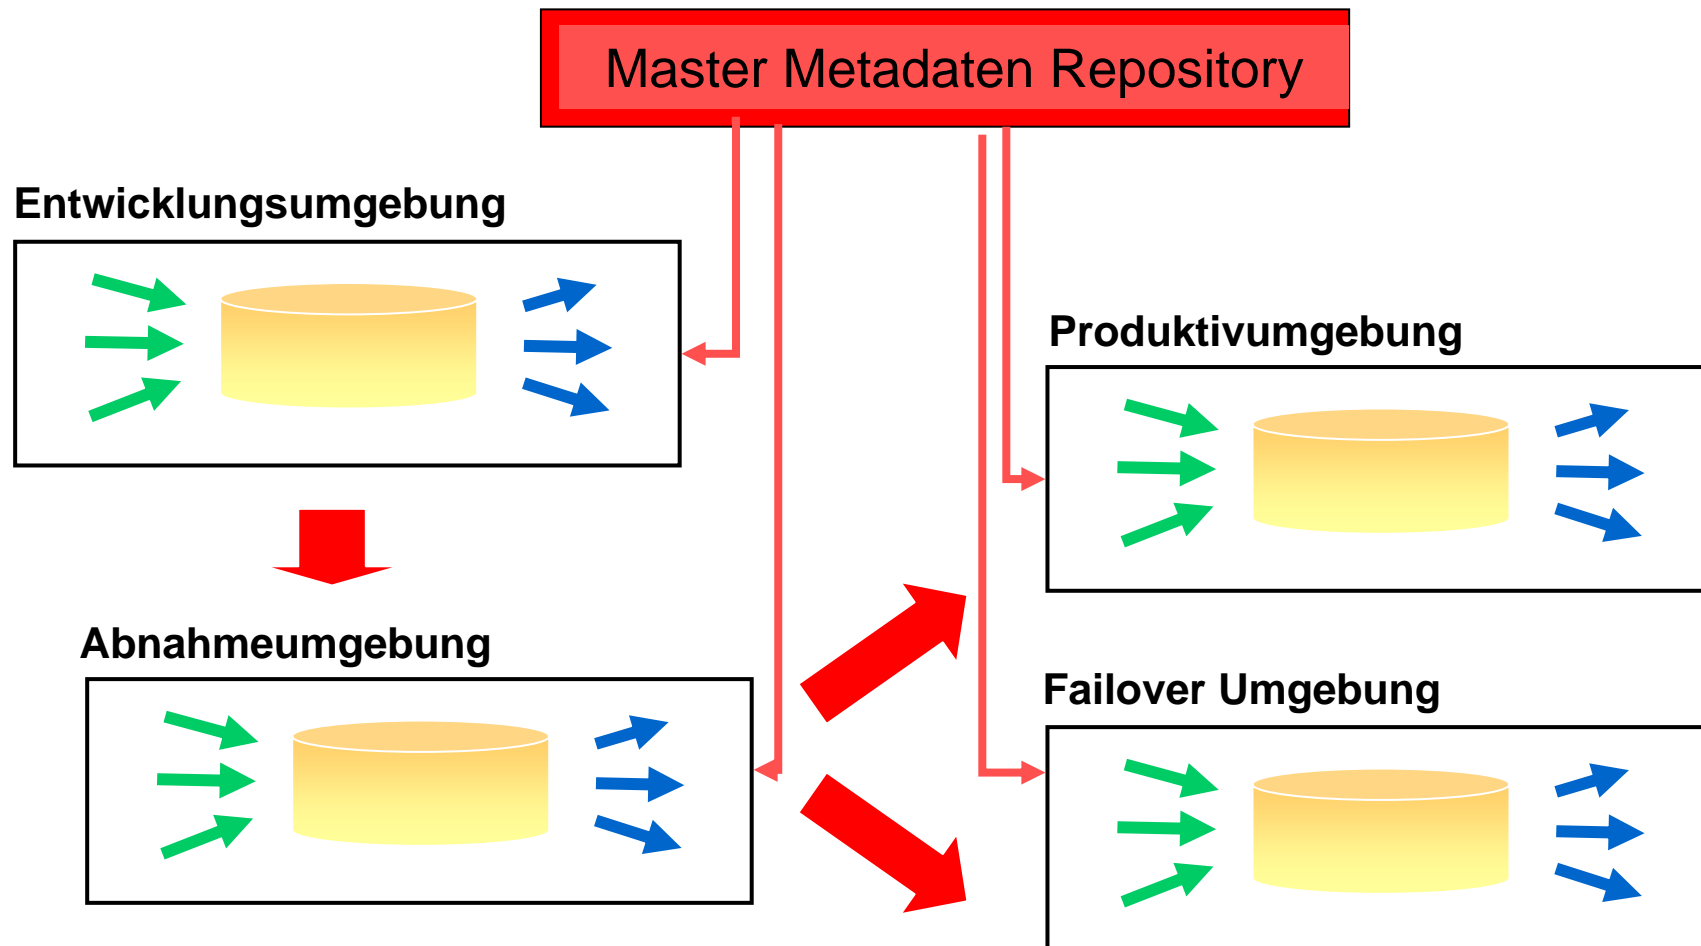 Master Metadaten Repository
Entwicklungsumgebung
Produktivumgebung
Abnahmeumgebung
Failover Umgebung